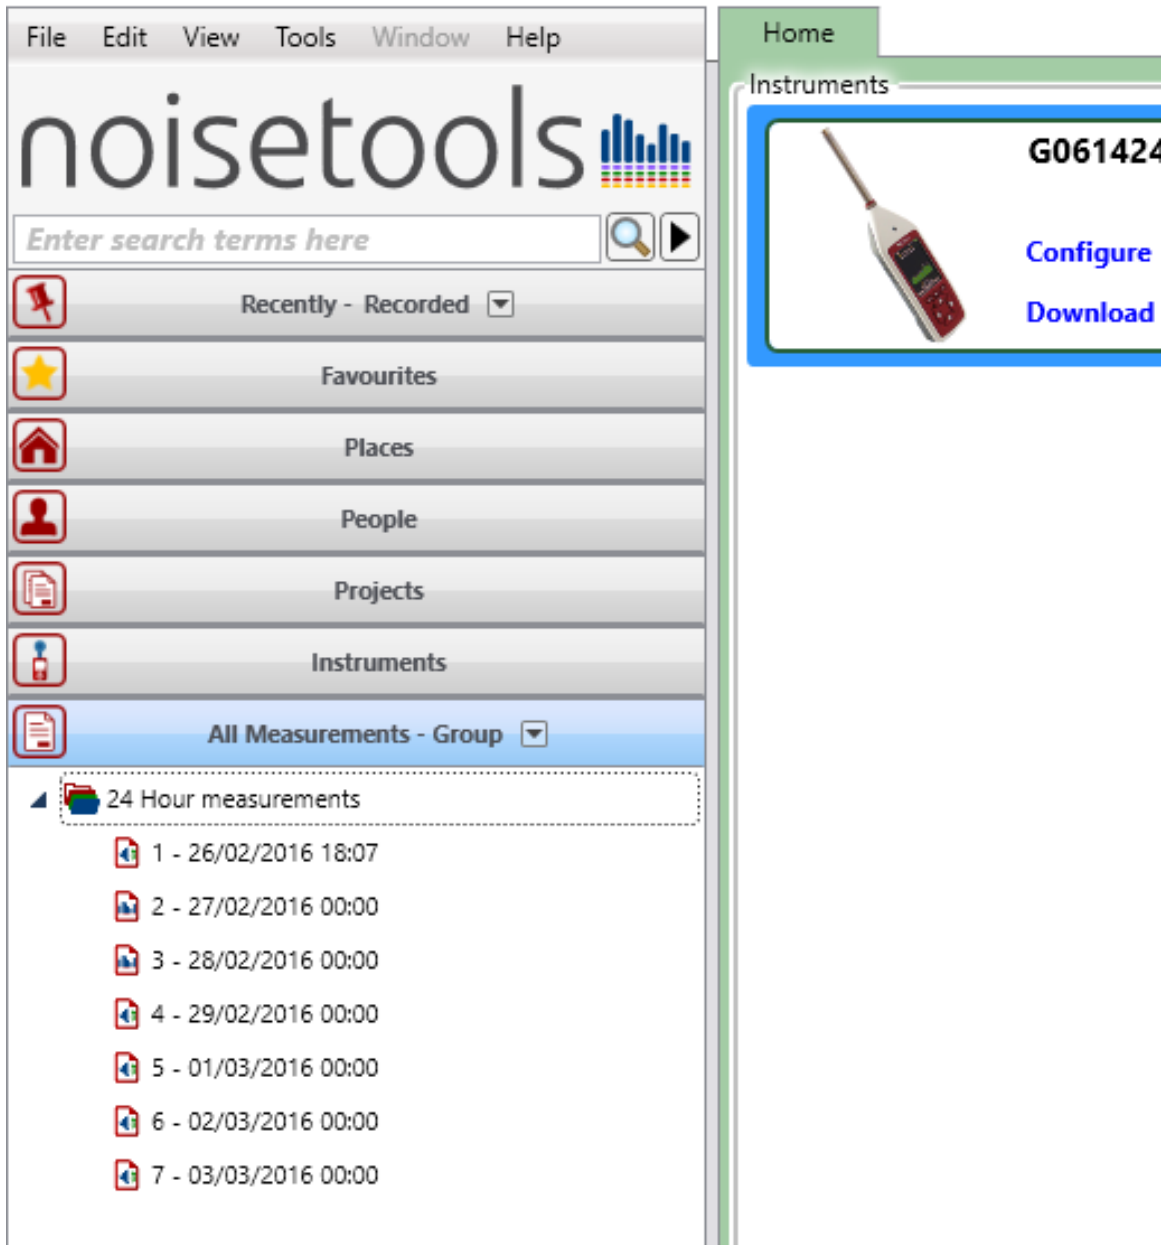 File Edit View Tools Window Help
Home
noisetools
Instruments
G061424
Enter search terms here
Configure
Download
Recently - Recorded
Favourites
Places
People
Projects
Instruments
All Measurements - Group
24 Hour measurements
1 - 26/02/2016 18:07
2 - 27/02/2016 00:00
3 - 28/02/2016 00:00
4 - 29/02/2016 00:00
5 - 01/03/2016 00:00
6 - 02/03/2016 00:00
7 - 03/03/2016 00:00